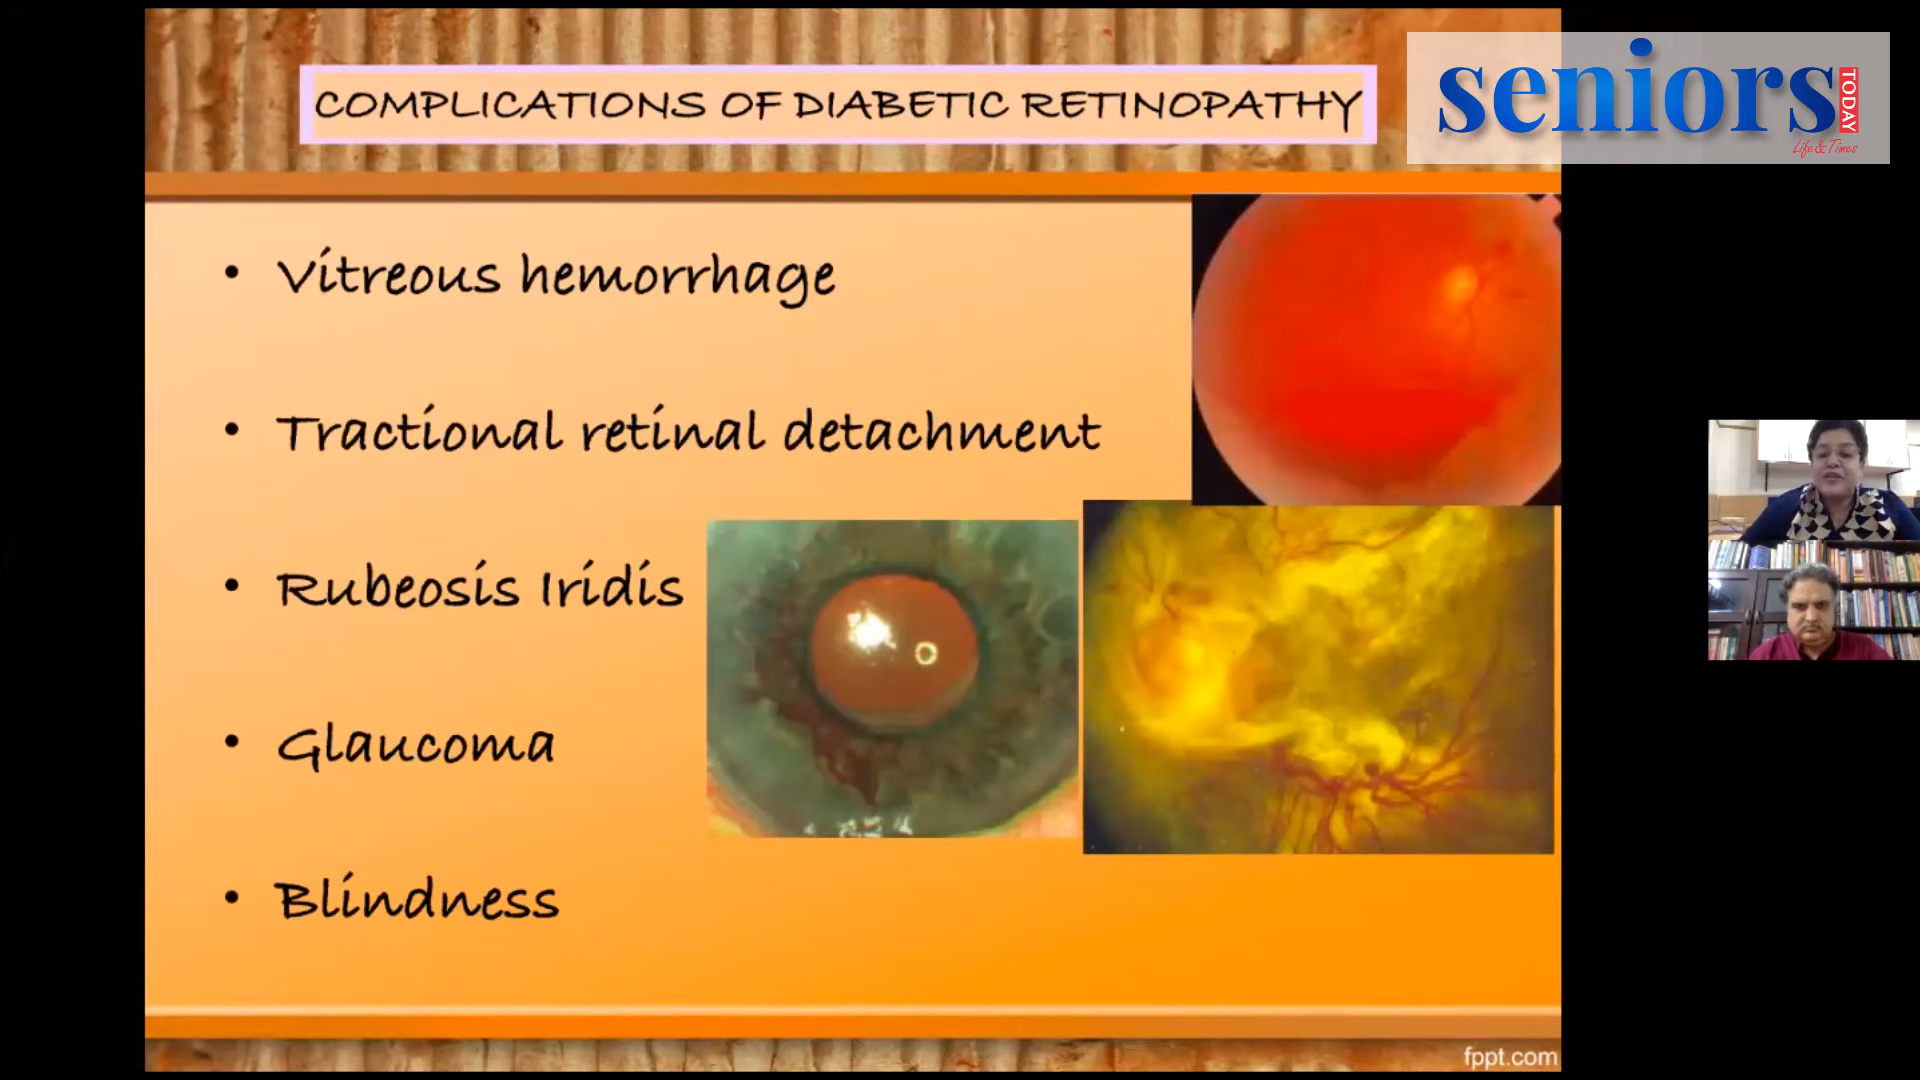 COMPLICATIONS OF DIABETIC RETINOPATHY
seniors
TODAY
Life & Times
• Vitreous hemorrhage
• Tractional retinal detachment
• Rubeosis Iridis
• Glaucoma
• Blindness
fppt.com